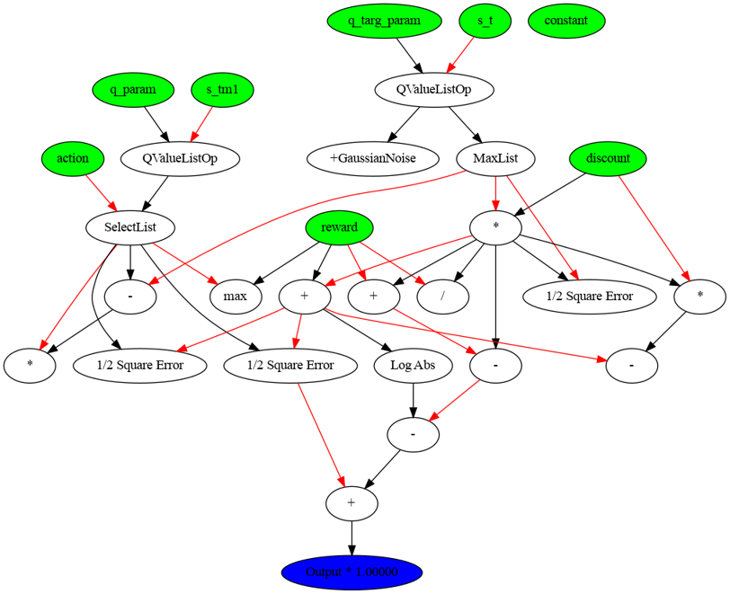 q_targ_param
s_t
constant
q_param
s_tm1
QValueListOp
action
QValueListOp
+GaussianNoise
MaxList
discount
SelectList
reward
*
-
max
+
+
/
1/2 Square Error
*
*
1/2 Square Error
1/2 Square Error
Log Abs
-
-
-
+
Output * 1.00000